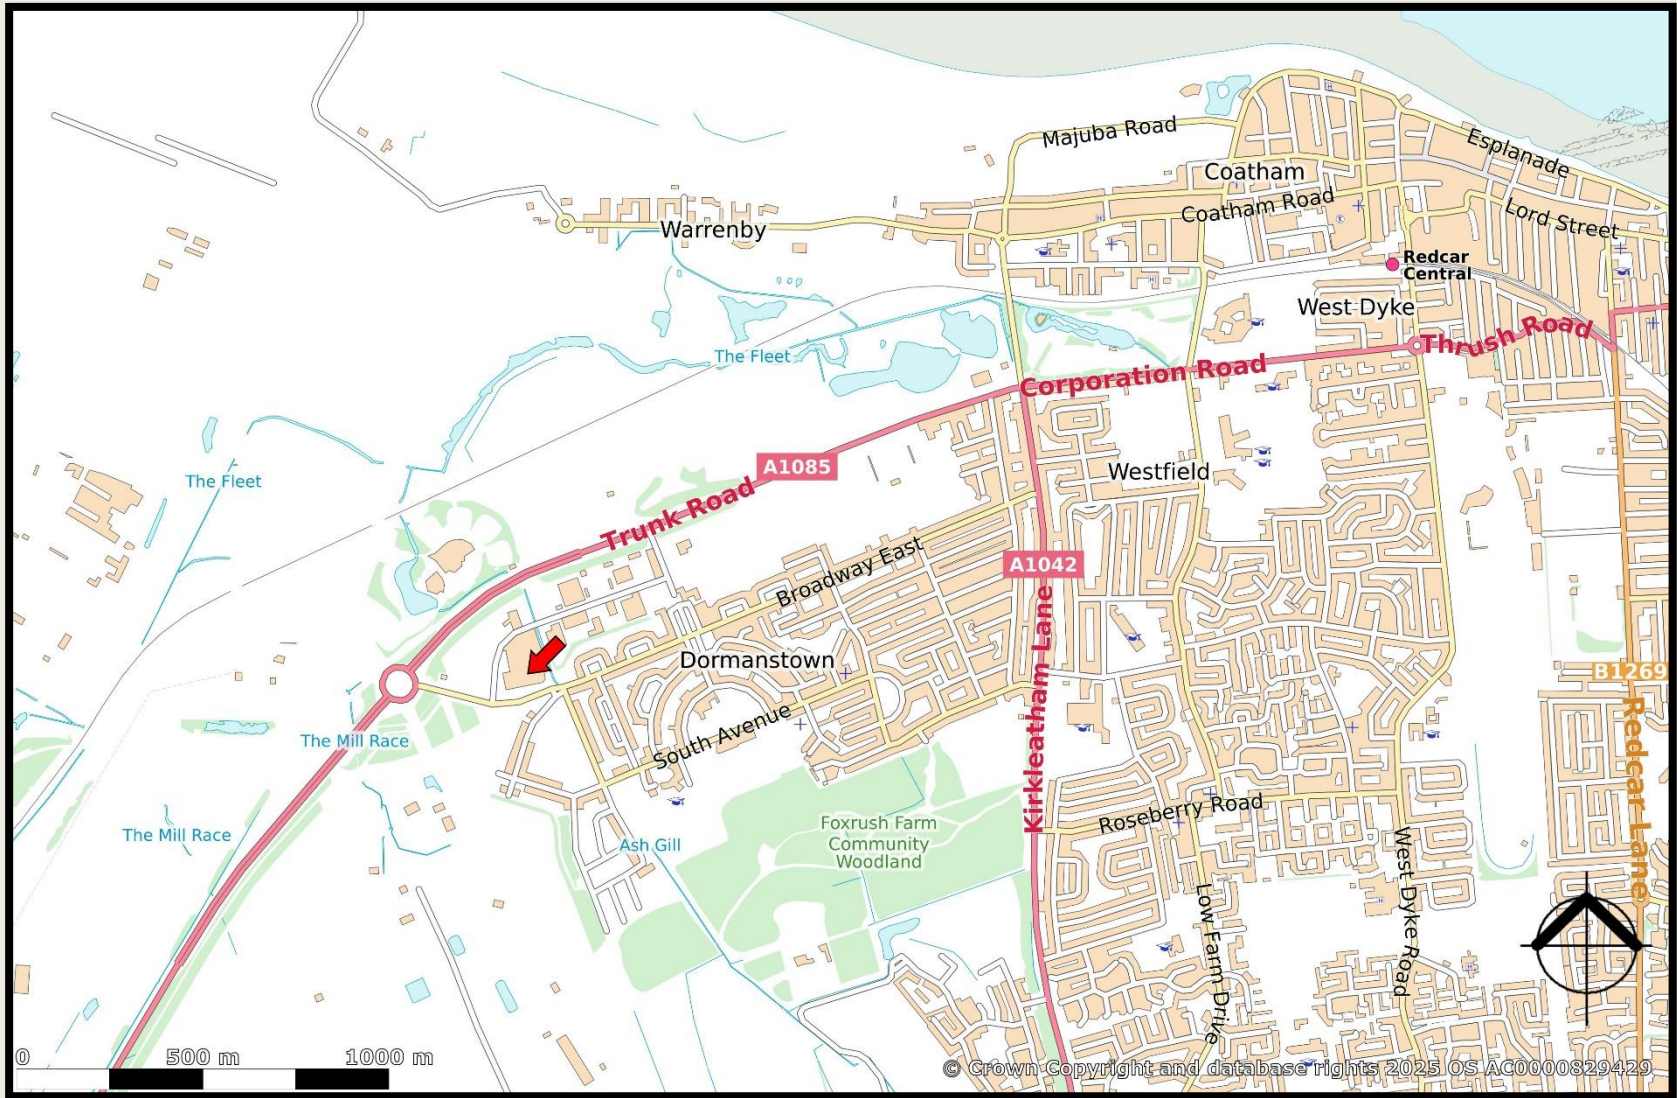 Majuba Road
Esplanade
Coatham
Coatham Road
Lord Street
Warrenby
Redcar
Central
West Dyke
Thrush Road
The Fleet
Corporation Road
A1085
Westfield
The Fleet
Trunk Road
Broadway East
A1042
Kirkleatham Lane
Dormanstown
B1269
Redcar Lane
South Avenue
The Mill Race
The Mill Race
Roseberry Road
Foxrush Farm
Community
Woodland
Ash Gill
West Dyke Road
Low Farm Drive
0 500 m 1000 m
© Crown Copyright and database rights 2025 OS AC0000829429